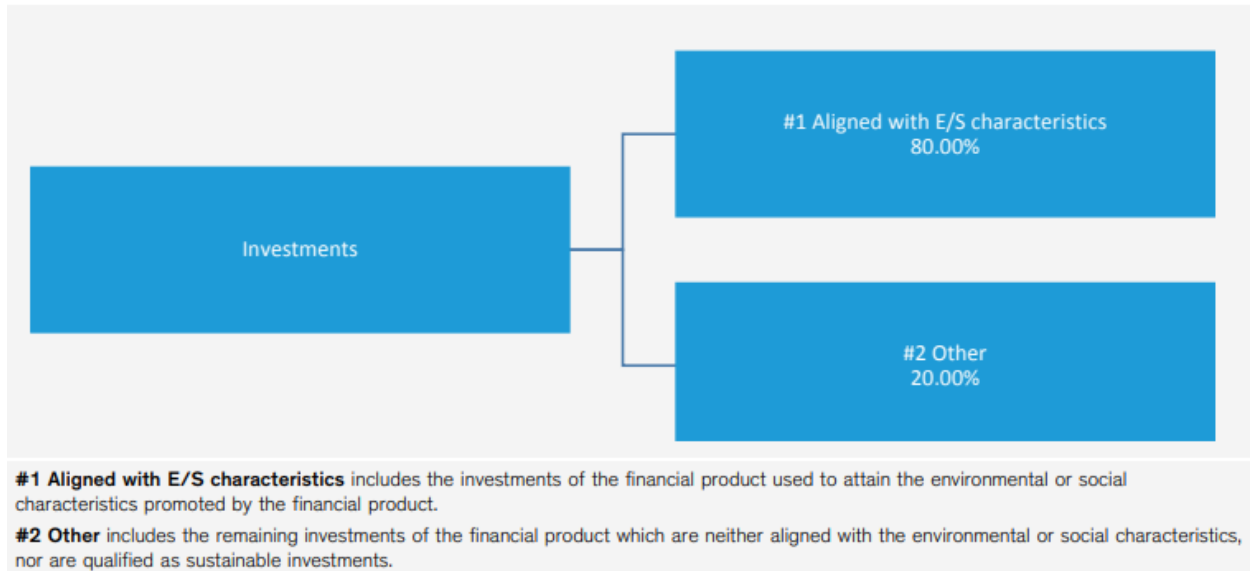 #1 Aligned with E/S characteristics
80.00%
Investments
#2 Other
20.00%
#1 Aligned with E/S characteristics includes the investments of the financial product used to attain the environmental or social
characteristics promoted by the financial product.
#2 Other includes the remaining investments of the financial product which are neither aligned with the environmental or social characteristics,
nor are qualified as sustainable investments.